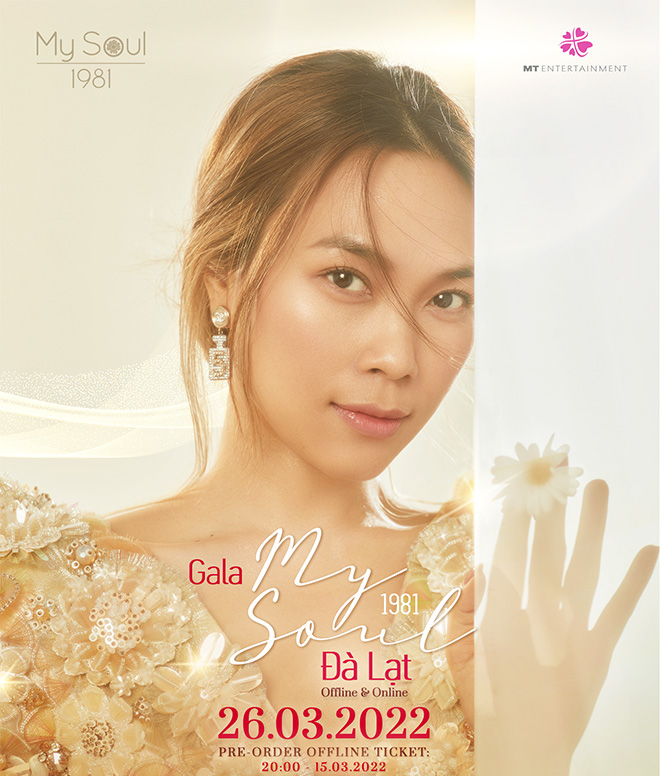 My Soul
1981
MT ENTERTAINMENT
Gala My
1981
Soul
Đà Lạt
Offline & Online
26.03.2022
PRE-ORDER OFFLINE TICKET:
20:00 - 15.03.2022